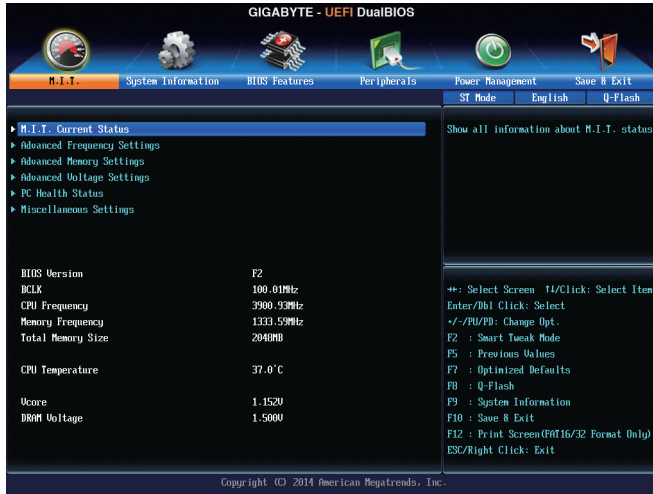 GIGABYTE - UEFI DualBIOS
M.I.T.
System Information
BIOS Features
Peripherals
Power Management
Save & Exit
ST Mode
English
Q-Flash
M.I.T. Current Status
Advanced Frequency Settings
Advanced Memory Settings
Advanced Voltage Settings
PC Health Status
Miscellaneous Settings
BIOS Version F2
BCLK 100.01MHz
CPU Frequency 3900.93MHz
Memory Frequency 1333.59MHz
Total Memory Size 2048MB
CPU Temperature 37.0°C
Vcore 1.152V
DRAM Voltage 1.500V
Show all information about M.I.T. status
→←: Select Screen ↑↓/Click: Select Item
Enter/Dbl Click: Select
+/-/PU/PD: Change Opt.
F2 : Smart Tweak Mode
F5 : Previous Values
F7 : Optimized Defaults
F8 : Q-Flash
F9 : System Information
F10 : Save & Exit
F12 : Print Screen(FAT16/32 Format Only)
ESC/Right Click: Exit
Copyright (C) 2014 American Megatrends, Inc.